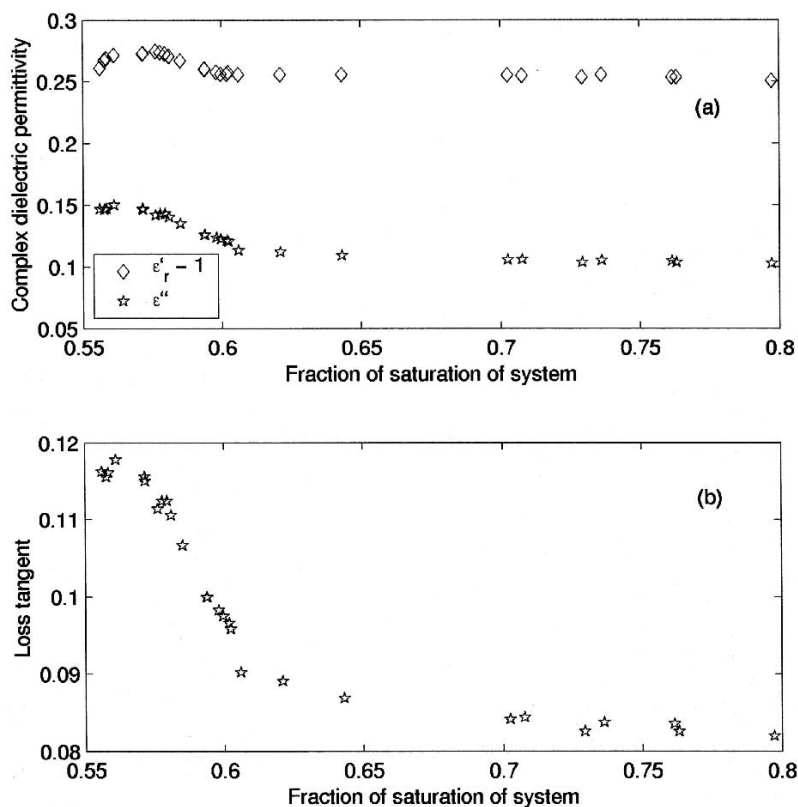 0.3
(a)
0.25
0.2
0.15
0.1
0.05
Complex dielectric permittivity
ε‘r − 1
ε“
0.55 0.6 0.65 0.7 0.75 0.8
Fraction of saturation of system
0.12
(b)
0.11
0.1
0.09
0.08
Loss tangent
0.55 0.6 0.65 0.7 0.75 0.8
Fraction of saturation of system